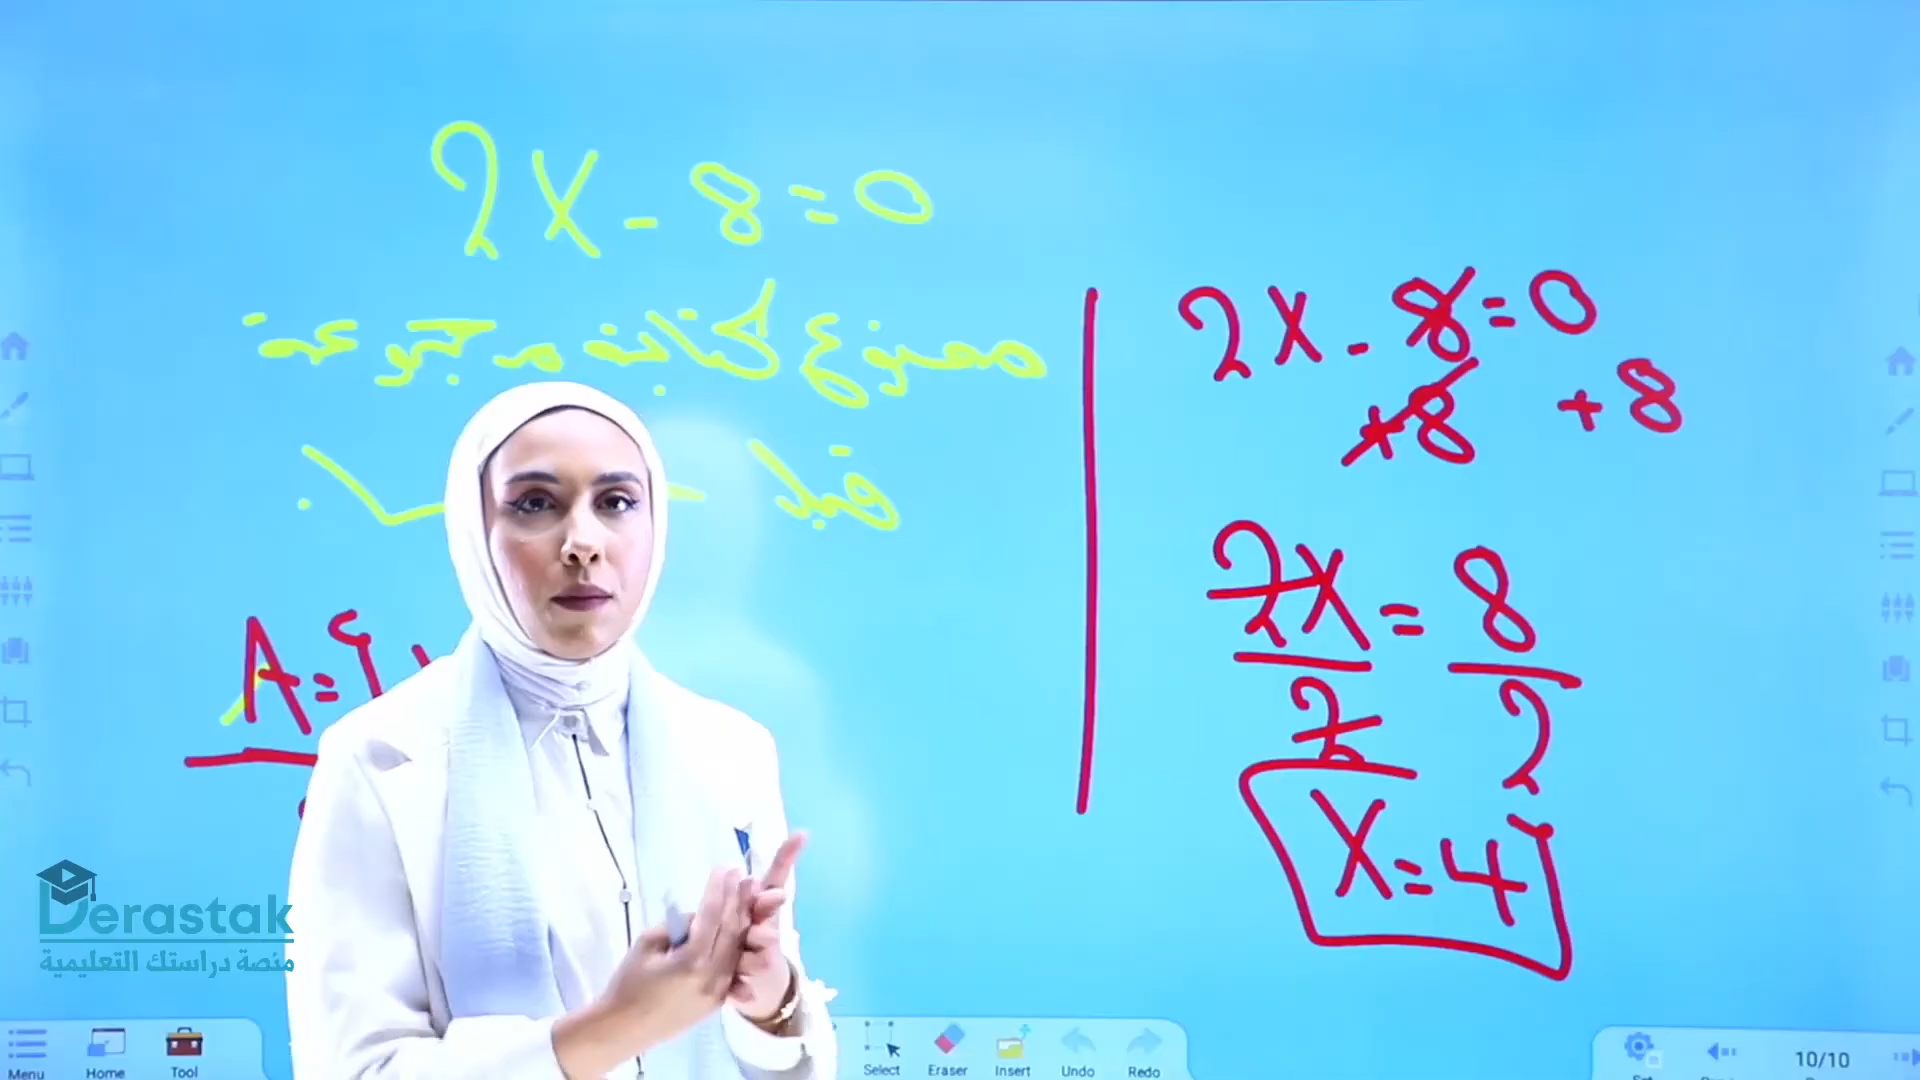 2x - 8 = 0
ممنوع كتابة مجموعة
قبل
A = {
2x - 8 = 0
+8 +8
2x = 8
2 2
x = 4
Derastak
منصة دراستك التعليمية
Menu Home Tool Select Eraser Insert Undo Redo 10/10